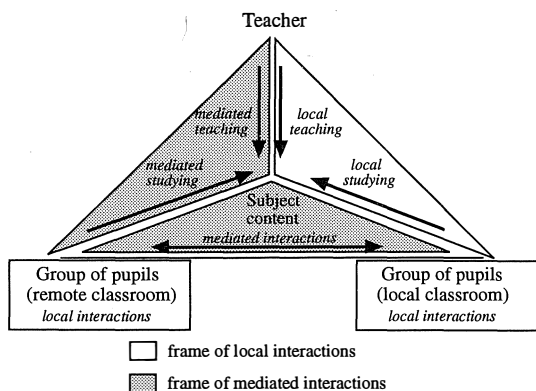 Teacher
mediated
teaching
local
teaching
mediated
studying
local
studying
Subject
content
mediated interactions
Group of pupils
(remote classroom)
local interactions
Group of pupils
(local classroom)
local interactions
frame of local interactions
frame of mediated interactions